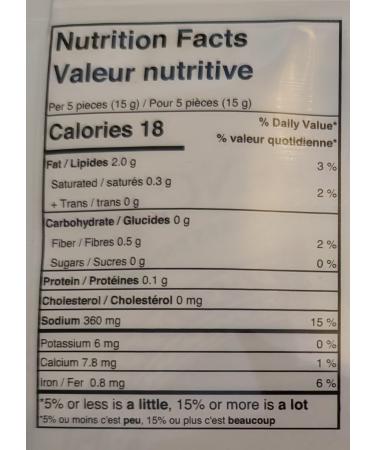 Nutrition Facts
Valeur nutritive
Per 5 pieces (15 g) / Pour 5 pièces (15 g)
Calories 18
% Daily Value*
% valeur quotidienne*
Fat / Lipides 2.0 g 3 %
Saturated / saturés 0.3 g
+ Trans / trans 0 g 2 %
Carbohydrate / Glucides 0 g
Fiber / Fibres 0.5 g 2 %
Sugars / Sucres 0 g 0 %
Protein / Protéines 0.1 g
Cholesterol / Cholestérol 0 mg
Sodium 360 mg 15 %
Potassium 6 mg 0 %
Calcium 7.8 mg 1 %
Iron / Fer 0.8 mg 6 %
*5% or less is a little, 15% or more is a lot
*5% ou moins c'est peu, 15% ou plus c'est beaucoup